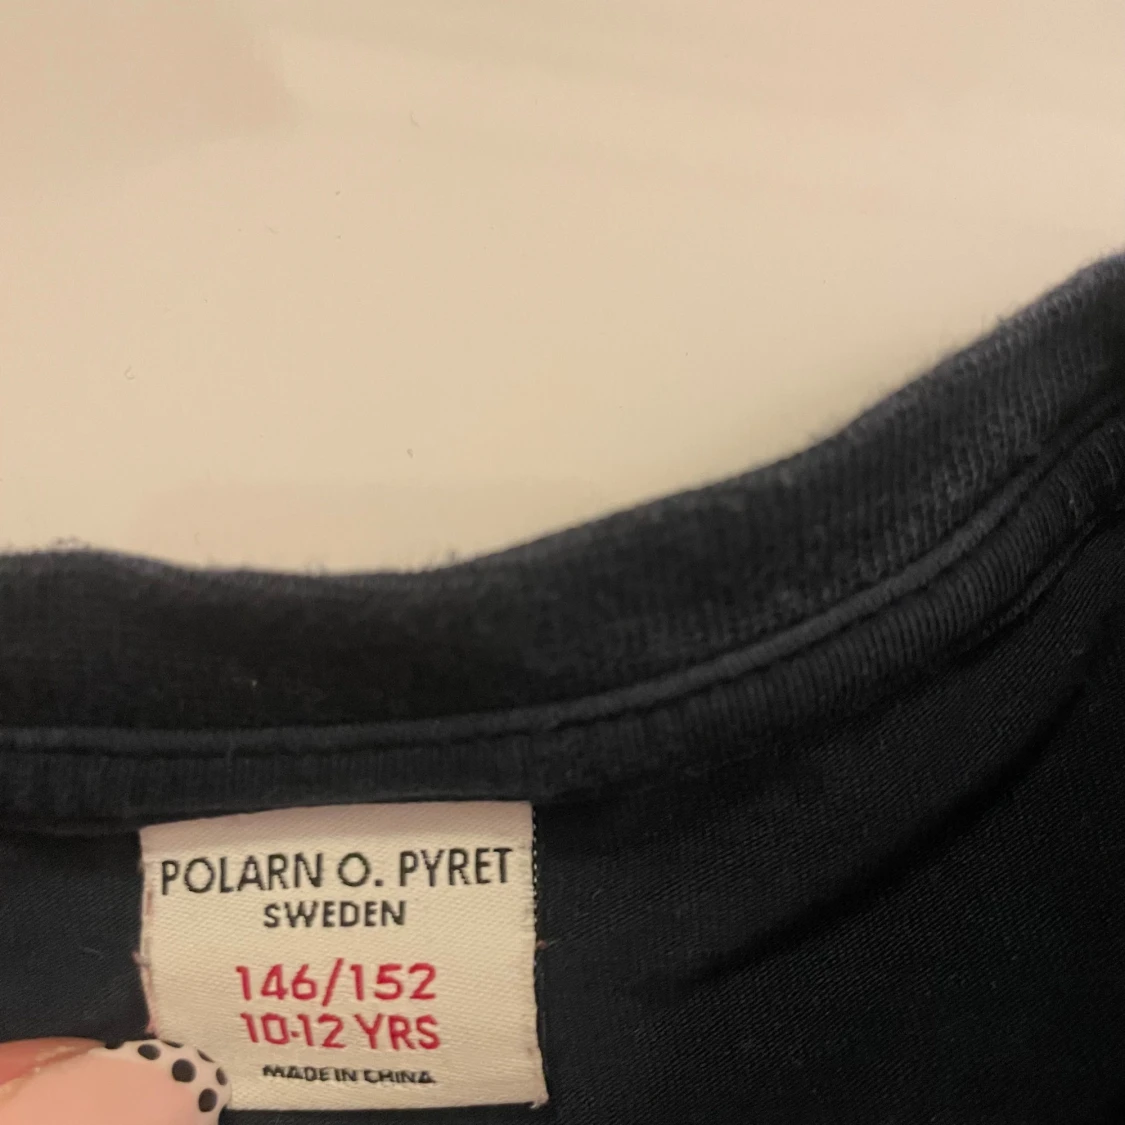 POLARN O. PYRET
SWEDEN
146/152
10-12 YRS
MADE IN CHINA